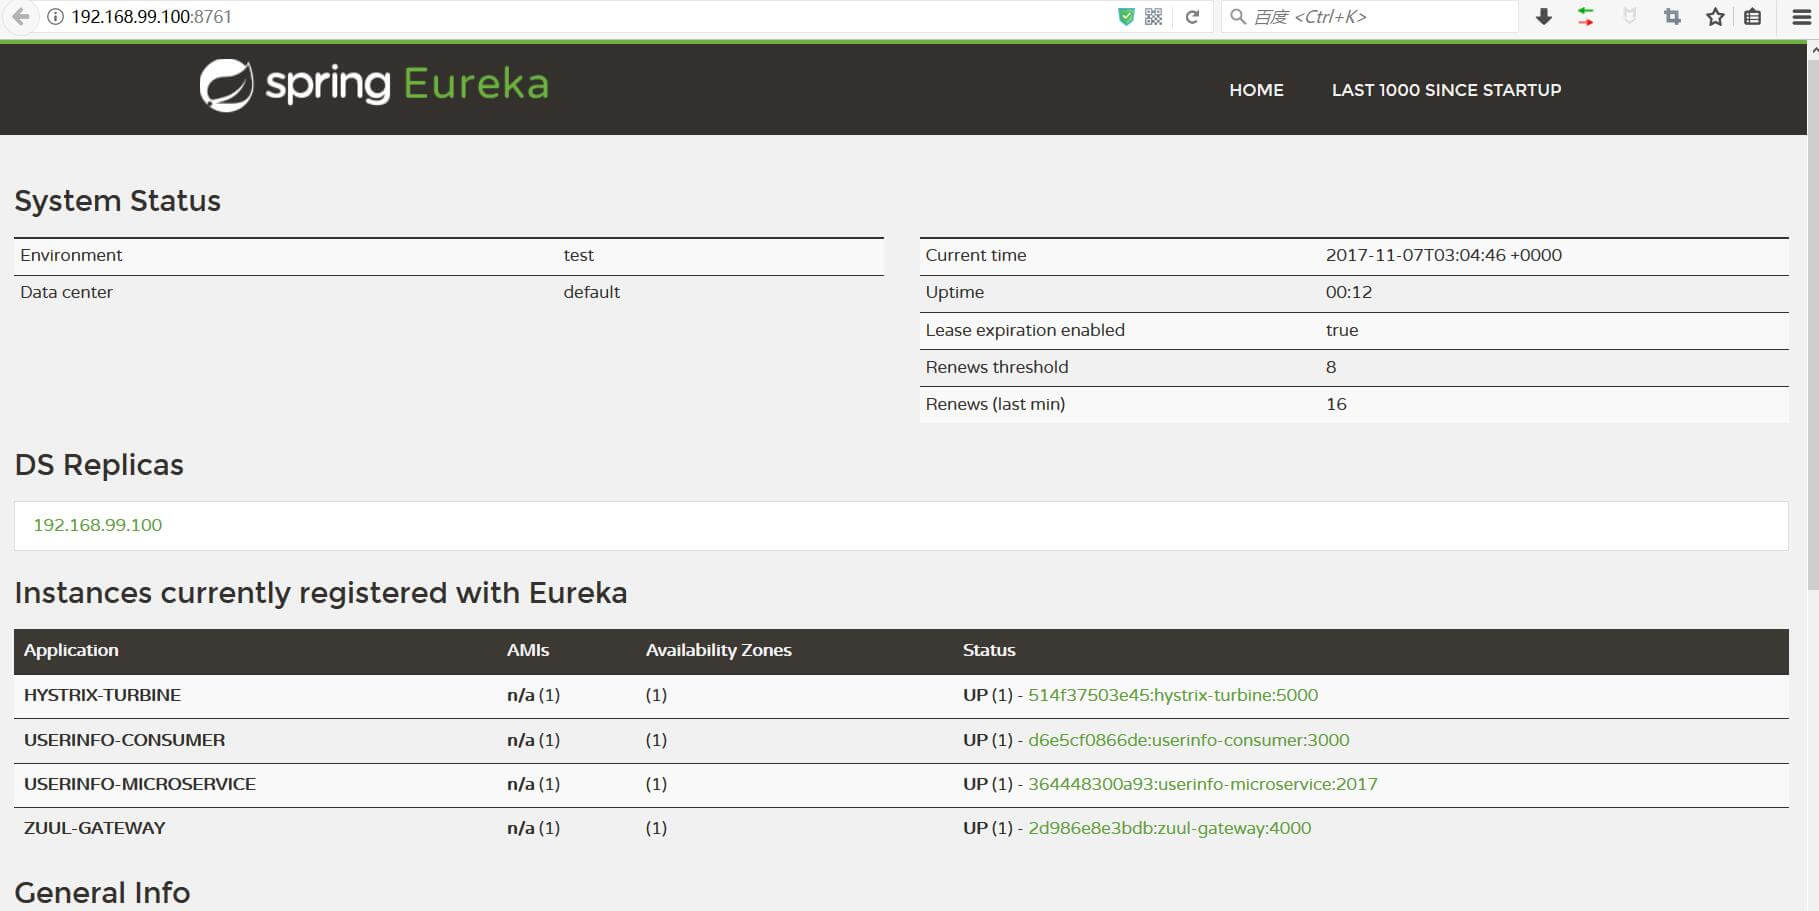 192.168.99.100:8761
百度 <Ctrl+K>
spring Eureka
HOME LAST 1000 SINCE STARTUP
System Status
Environment test
Data center default
Current time 2017-11-07T03:04:46 +0000
Uptime 00:12
Lease expiration enabled true
Renews threshold 8
Renews (last min) 16
DS Replicas
192.168.99.100
Instances currently registered with Eureka
Application AMIs Availability Zones Status
HYSTRIX-TURBINE n/a (1) (1) UP (1) - 514f37503e45:hystrix-turbine:5000
USERINFO-CONSUMER n/a (1) (1) UP (1) - d6e5cf0866de:userinfo-consumer:3000
USERINFO-MICROSERVICE n/a (1) (1) UP (1) - 364448300a93:userinfo-microservice:2017
ZUUL-GATEWAY n/a (1) (1) UP (1) - 2d986e8e3bdb:zuul-gateway:4000
General Info